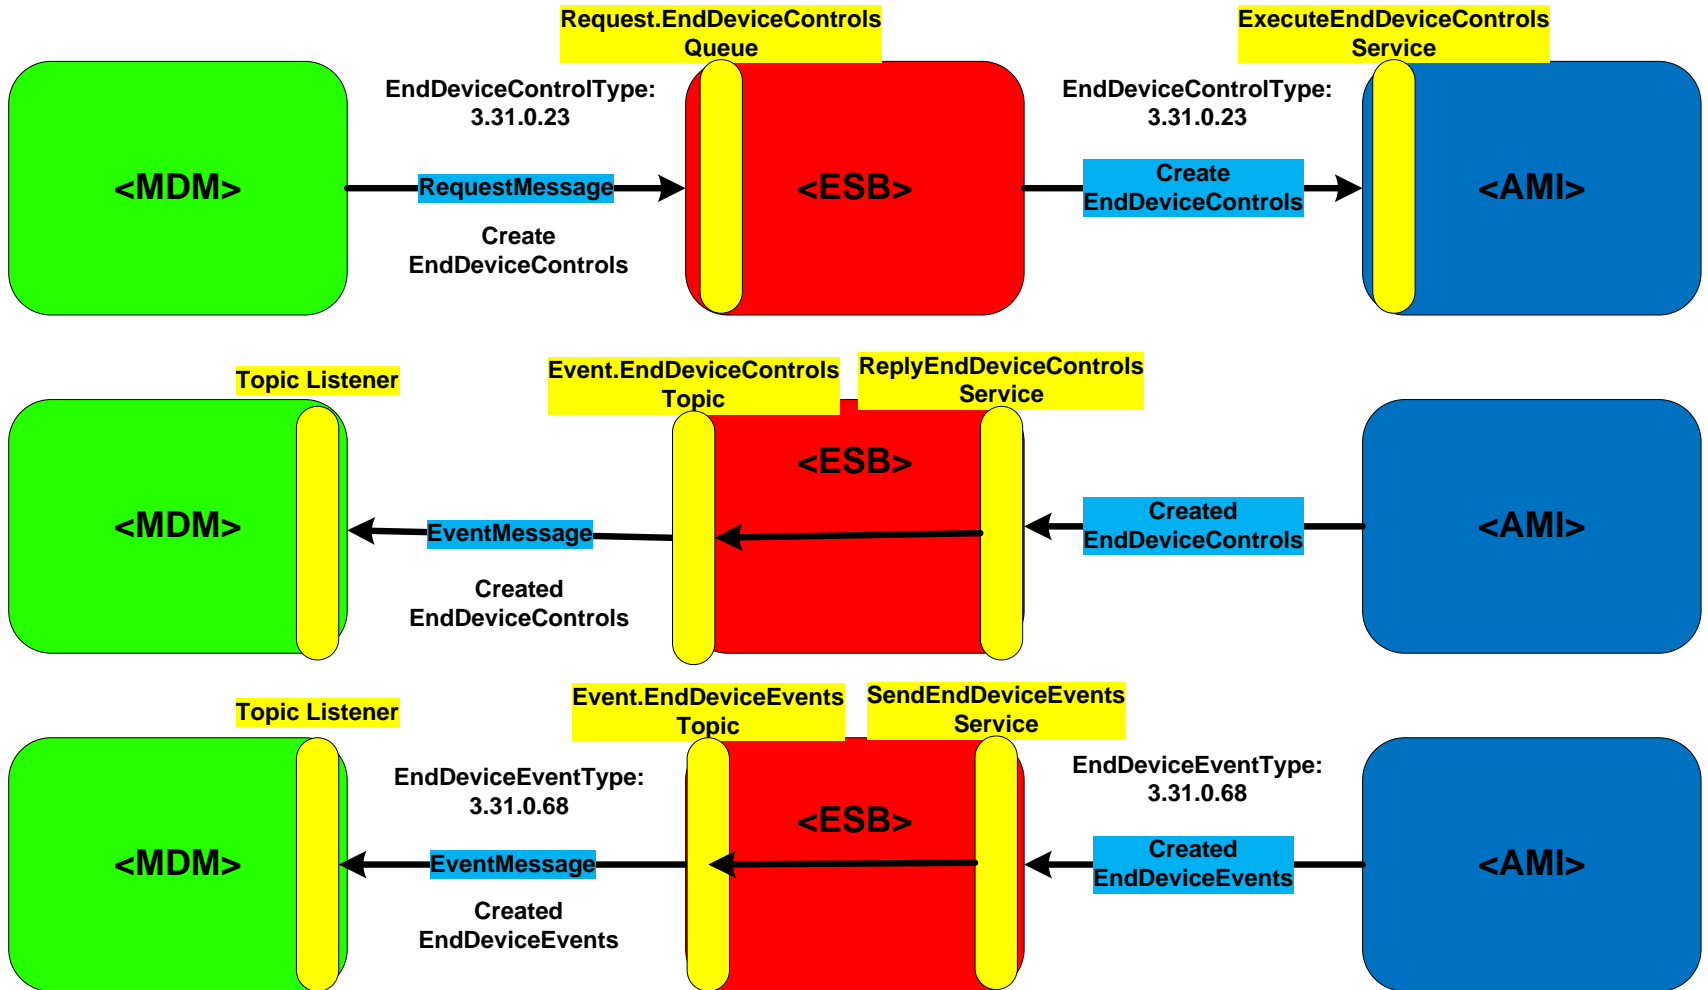 Request.EndDeviceControls
Queue
ExecuteEndDeviceControls
Service
EndDeviceControlType:
3.31.0.23
EndDeviceControlType:
3.31.0.23
<MDM>
RequestMessage
<ESB>
Create
EndDeviceControls
<AMI>
Create
EndDeviceControls
Topic Listener
Event.EndDeviceControls
Topic
ReplyEndDeviceControls
Service
<ESB>
<MDM>
EventMessage
Created
EndDeviceControls
<AMI>
Created
EndDeviceControls
Topic Listener
Event.EndDeviceEvents
Topic
SendEndDeviceEvents
Service
EndDeviceEventType:
3.31.0.68
EndDeviceEventType:
3.31.0.68
<ESB>
<MDM>
EventMessage
Created
EndDeviceEvents
<AMI>
Created
EndDeviceEvents